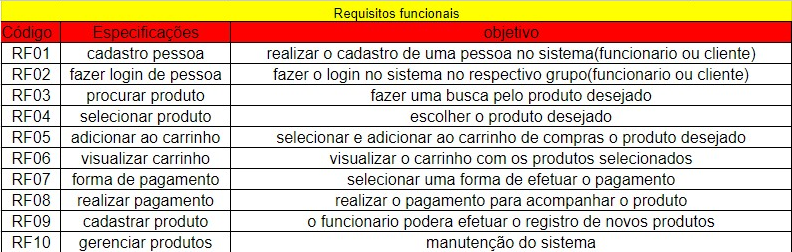 Requisitos funcionais
Código Especificações objetivo
RF01 cadastro pessoa realizar o cadastro de uma pessoa no sistema(funcionario ou cliente)
RF02 fazer login de pessoa fazer o login no sistema no respectivo grupo(funcionario ou cliente)
RF03 procurar produto fazer uma busca pelo produto desejado
RF04 selecionar produto escolher o produto desejado
RF05 adicionar ao carrinho selecionar e adicionar ao carrinho de compras o produto desejado
RF06 visualizar carrinho visualizar o carrinho com os produtos selecionados
RF07 forma de pagamento selecionar uma forma de efetuar o pagamento
RF08 realizar pagamento realizar o pagamento para acompanhar o produto
RF09 cadastrar produto o funcionario podera efetuar o registro de novos produtos
RF10 gerenciar produtos manutenção do sistema